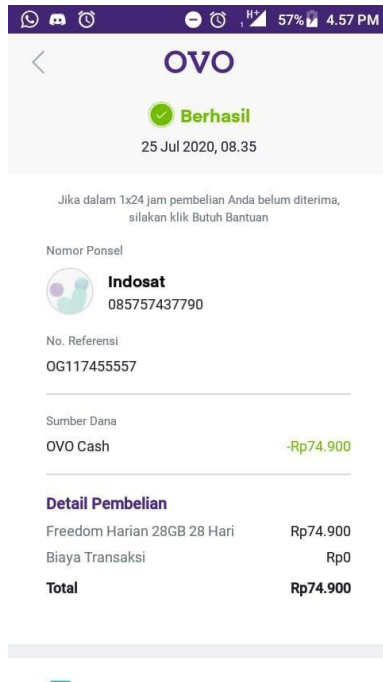 H+
1
57%
4.57 PM
OVO
Berhasil
25 Jul 2020, 08.35
Jika dalam 1x24 jam pembelian Anda belum diterima,
silakan klik Butuh Bantuan
Nomor Ponsel
Indosat
085757437790
No. Referensi
OG117455557
Sumber Dana
OVO Cash -Rp74.900
Detail Pembelian
Freedom Harian 28GB 28 Hari Rp74.900
Biaya Transaksi Rp0
Total Rp74.900